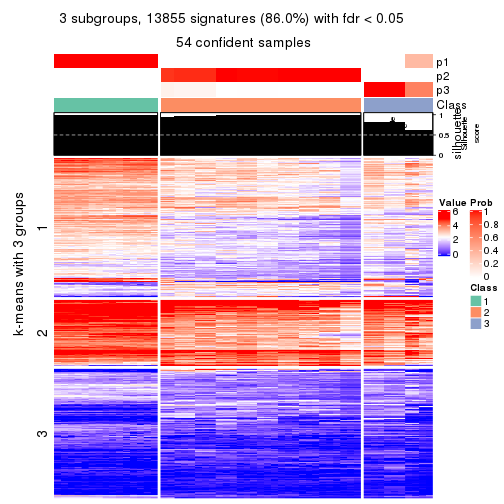 3 subgroups, 13855 signatures (86.0%) with fdr < 0.05
54 confident samples
p1
p2
p3
Class
1
0.5
0
silhouette
Silhouette
score
k-means with 3 groups
1
2
3
Value
6
4
2
0
Prob
1
0.8
0.6
0.4
0.2
0
Class
1
2
3